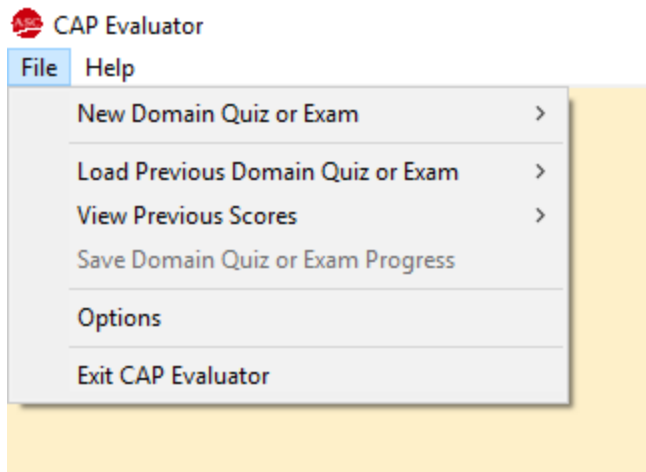 ASC CAP Evaluator
File Help
New Domain Quiz or Exam
Load Previous Domain Quiz or Exam
View Previous Scores
Save Domain Quiz or Exam Progress
Options
Exit CAP Evaluator